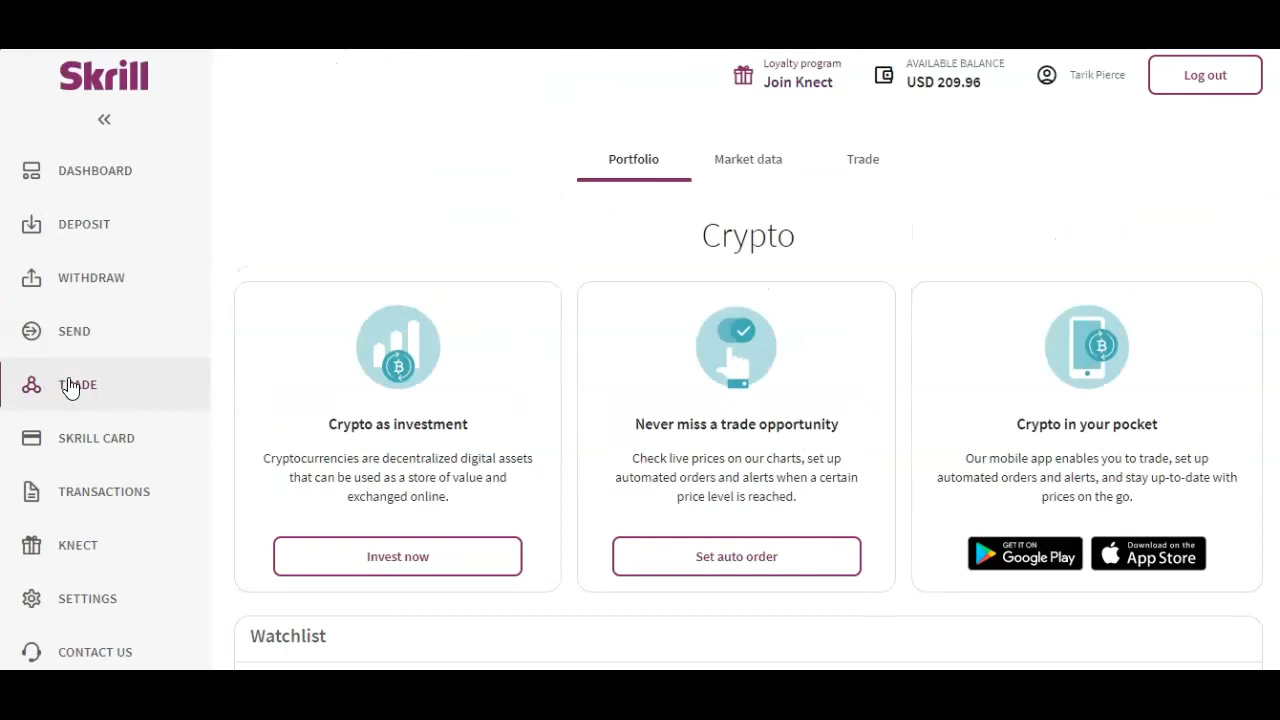 Skrill
Loyalty program
Join Knect
AVAILABLE BALANCE
USD 209.96
Tarik Pierce
Log out
DASHBOARD
DEPOSIT
WITHDRAW
SEND
TRADE
SKRILL CARD
TRANSACTIONS
KNECT
SETTINGS
CONTACT US
Portfolio
Market data
Trade
Crypto
Crypto as investment
Cryptocurrencies are decentralized digital assets
that can be used as a store of value and
exchanged online.
Invest now
Never miss a trade opportunity
Check live prices on our charts, set up
automated orders and alerts when a certain
price level is reached.
Set auto order
Crypto in your pocket
Our mobile app enables you to trade, set up
automated orders and alerts, and stay up-to-date with
prices on the go.
GET IT ON
Google Play
Download on the
App Store
Watchlist